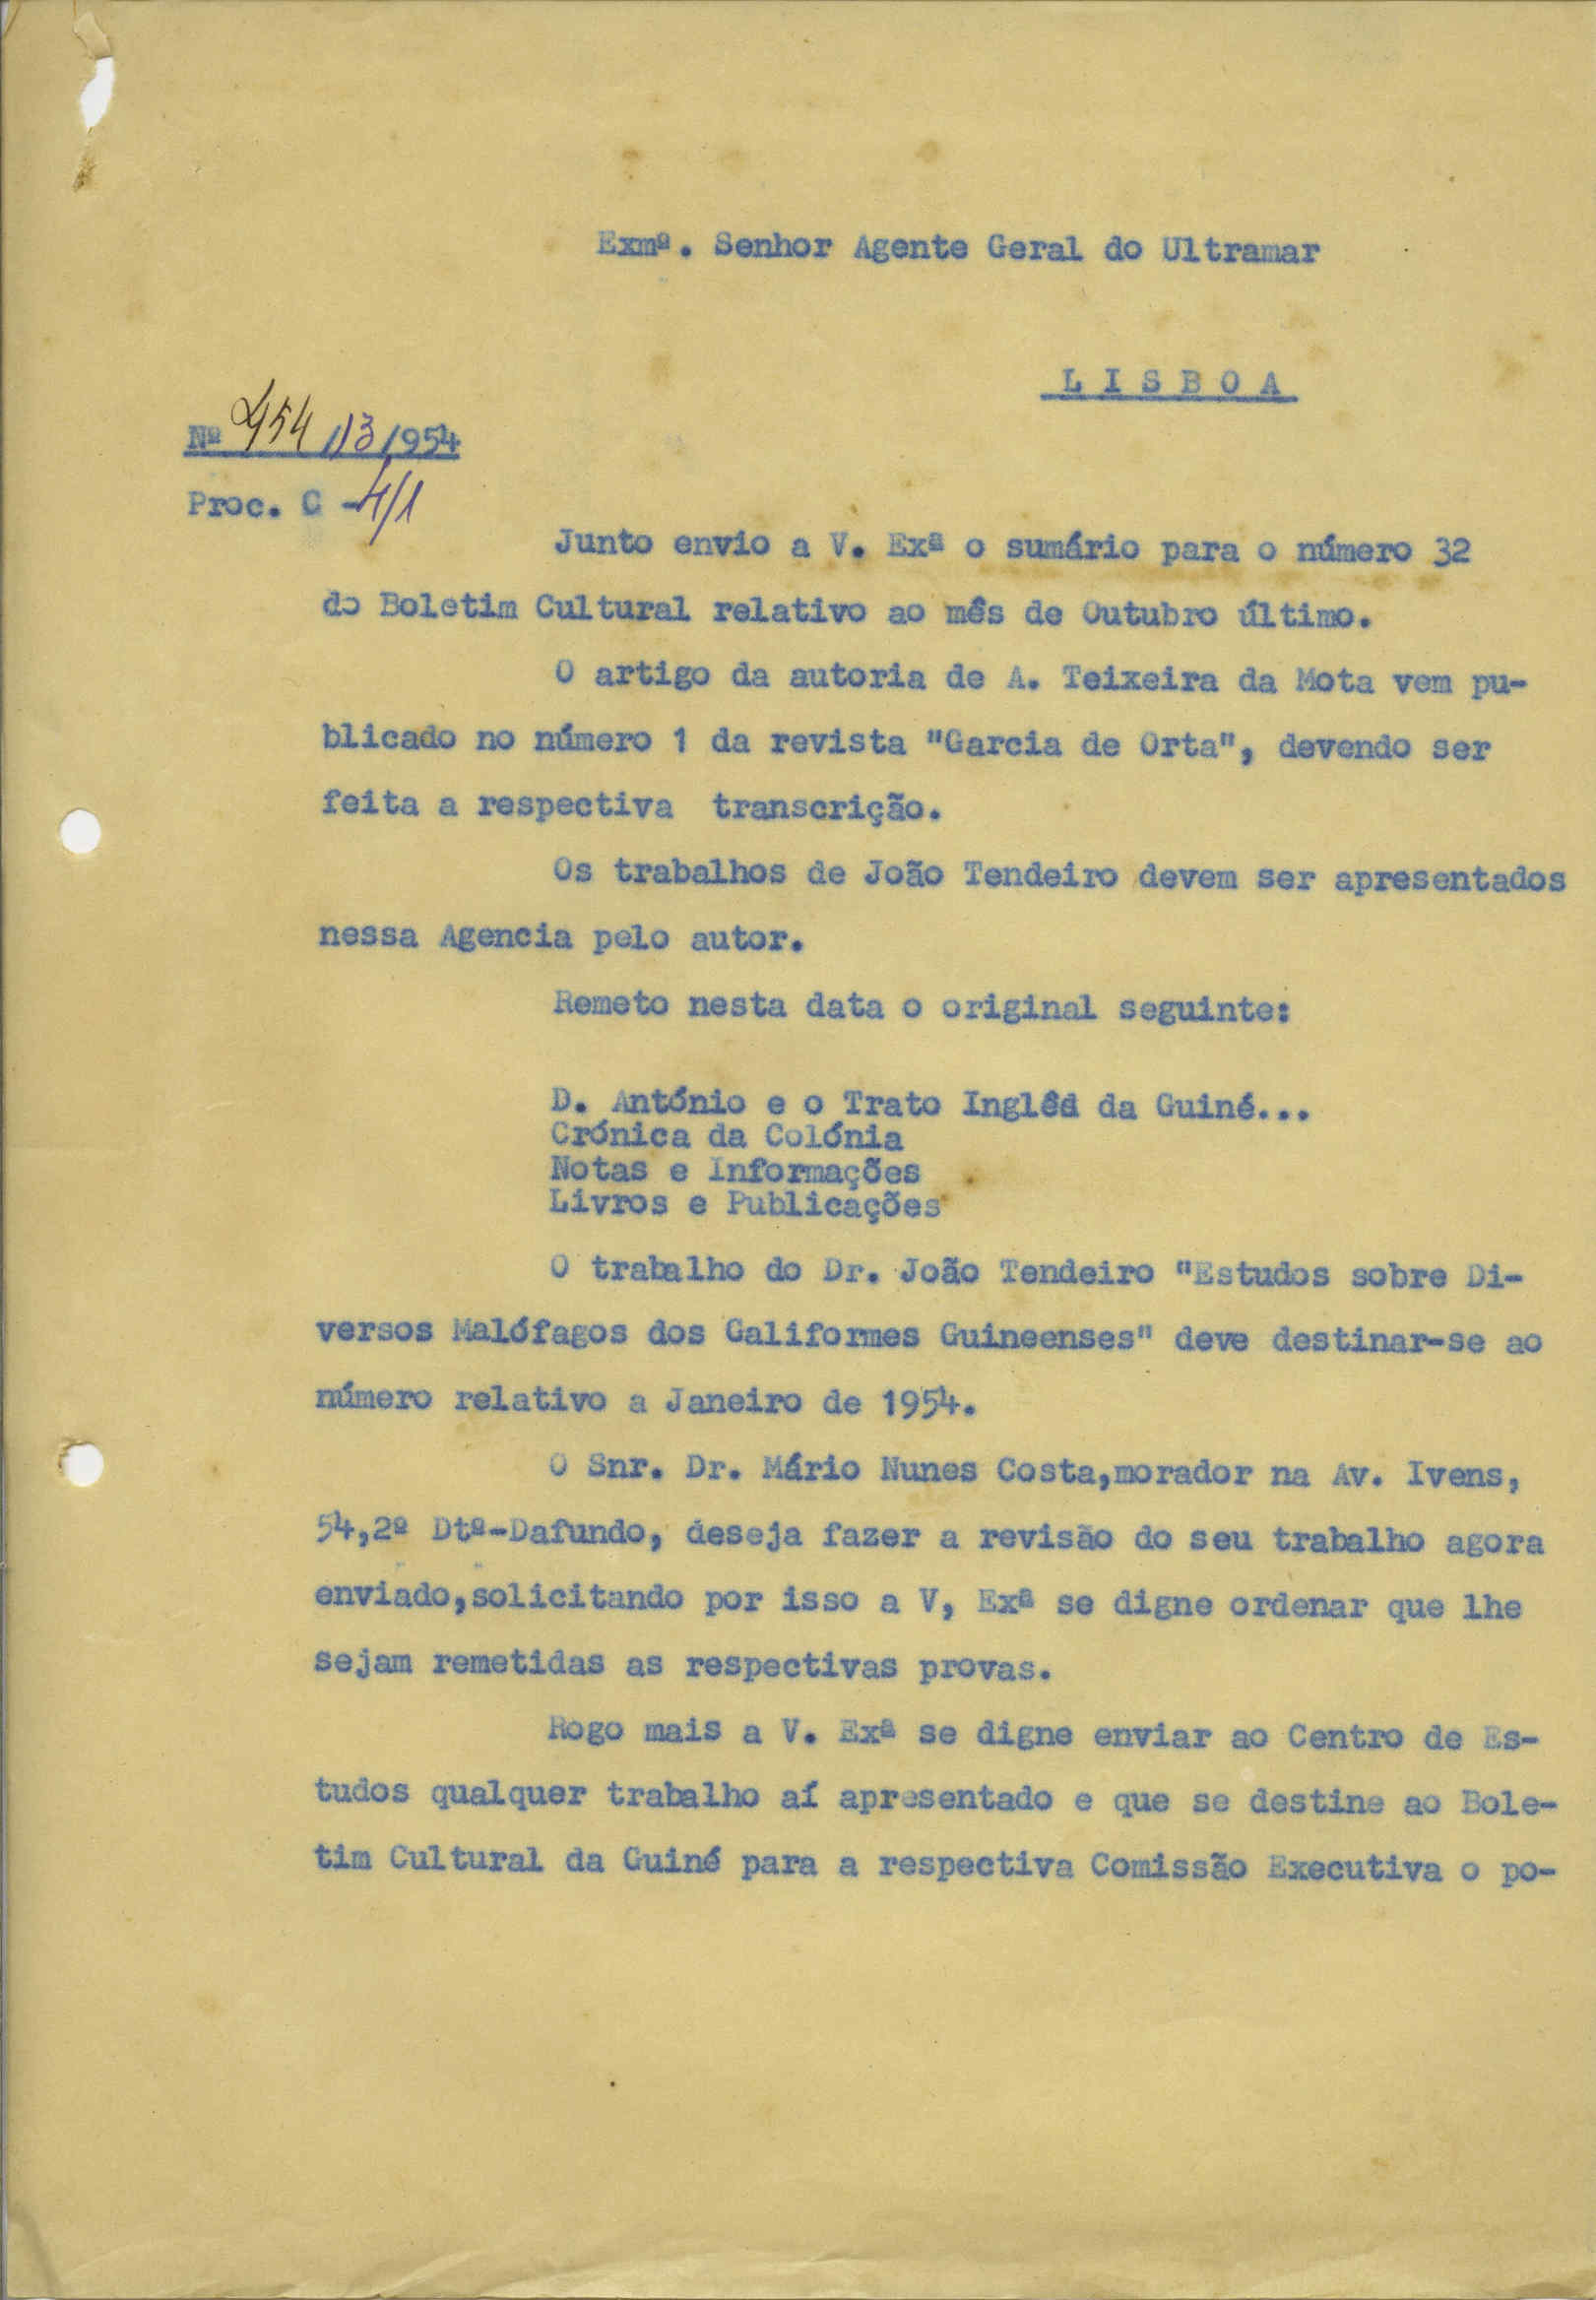 Exmº. Senhor Agente Geral do Ultramar
LISBOA
Nº 454/13/954
Proc. C -4/1
Junto envio a V. Exª o sumário para o número 32
do Boletim Cultural relativo ao mês de Outubro último.
O artigo da autoria de A. Teixeira da Mota vem pu-
blicado no número 1 da revista "Garcia de Orta", devendo ser
feita a respectiva transcrição.
Os trabalhos de João Tendeiro devem ser apresentados
nessa Agencia pelo autor.
Remeto nesta data o original seguinte:
D. António e o Trato Inglês da Guiné...
Crónica da Colónia
Notas e Informações
Livros e Publicações
O trabalho do Dr. João Tendeiro "Estudos sobre Di-
versos Malófagos dos Galiformes Guineenses" deve destinar-se ao
número relativo a Janeiro de 1954.
O Snr. Dr. Mário Nunes Costa,morador na Av. Ivens,
54,2º Dtº-Dafundo, deseja fazer a revisão do seu trabalho agora
enviado,solicitando por isso a V, Exª se digne ordenar que lhe
sejam remetidas as respectivas provas.
Rogo mais a V. Exª se digne enviar ao Centro de Es-
tudos qualquer trabalho aí apresentado e que se destine ao Bole-
tim Cultural da Guiné para a respectiva Comissão Executiva o po-